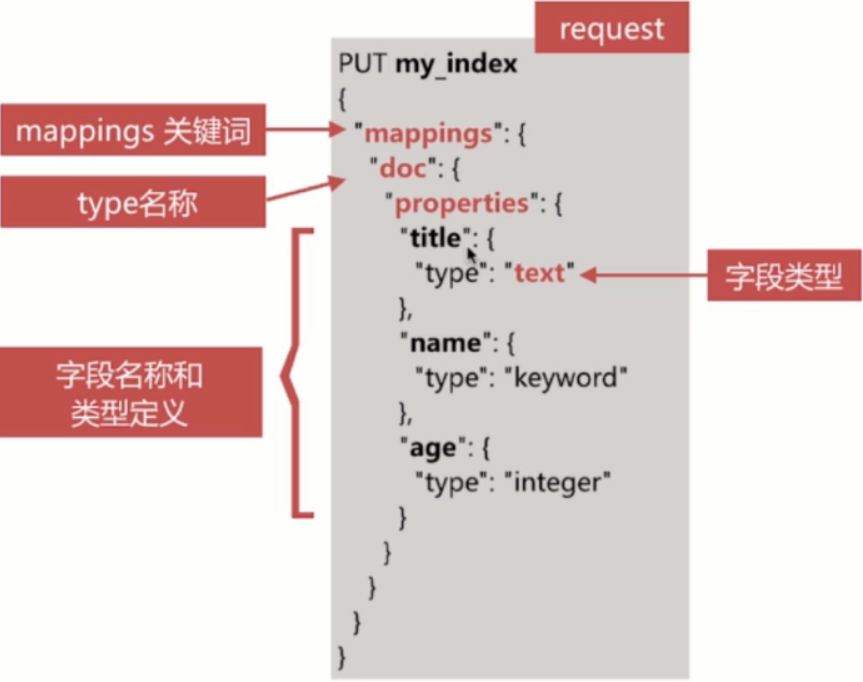 request
PUT my_index
{
mappings 关键词
"mappings": {
"doc": {
type名称
"properties": {
"title": {
"type": "text"
字段类型
},
"name": {
字段名称和
类型定义
"type": "keyword"
},
"age": {
"type": "integer"
}
}
}
}
}